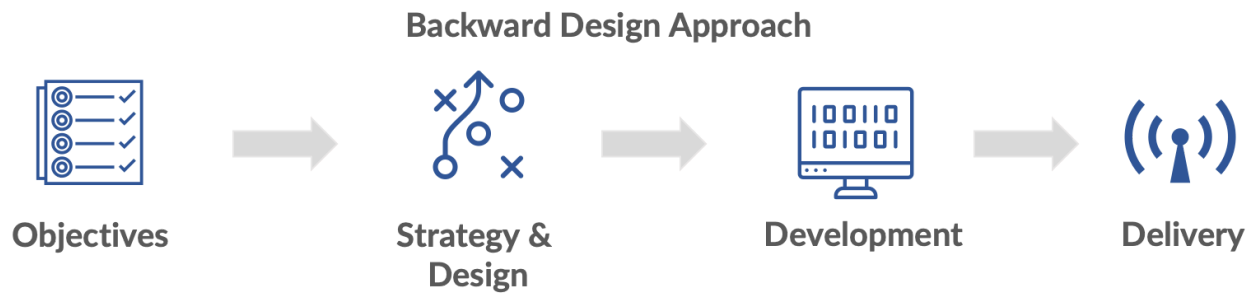 Backward Design Approach
100110
101001
Objectives
Strategy &
Design
Development
Delivery